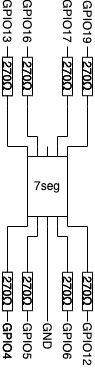 GPIO13
GPIO16
GPIO17
GPIO19
270Ω
270Ω
270Ω
270Ω
7seg
270Ω
270Ω
270Ω
270Ω
GPIO4
GPIO5
GND
GPIO6
GPIO12